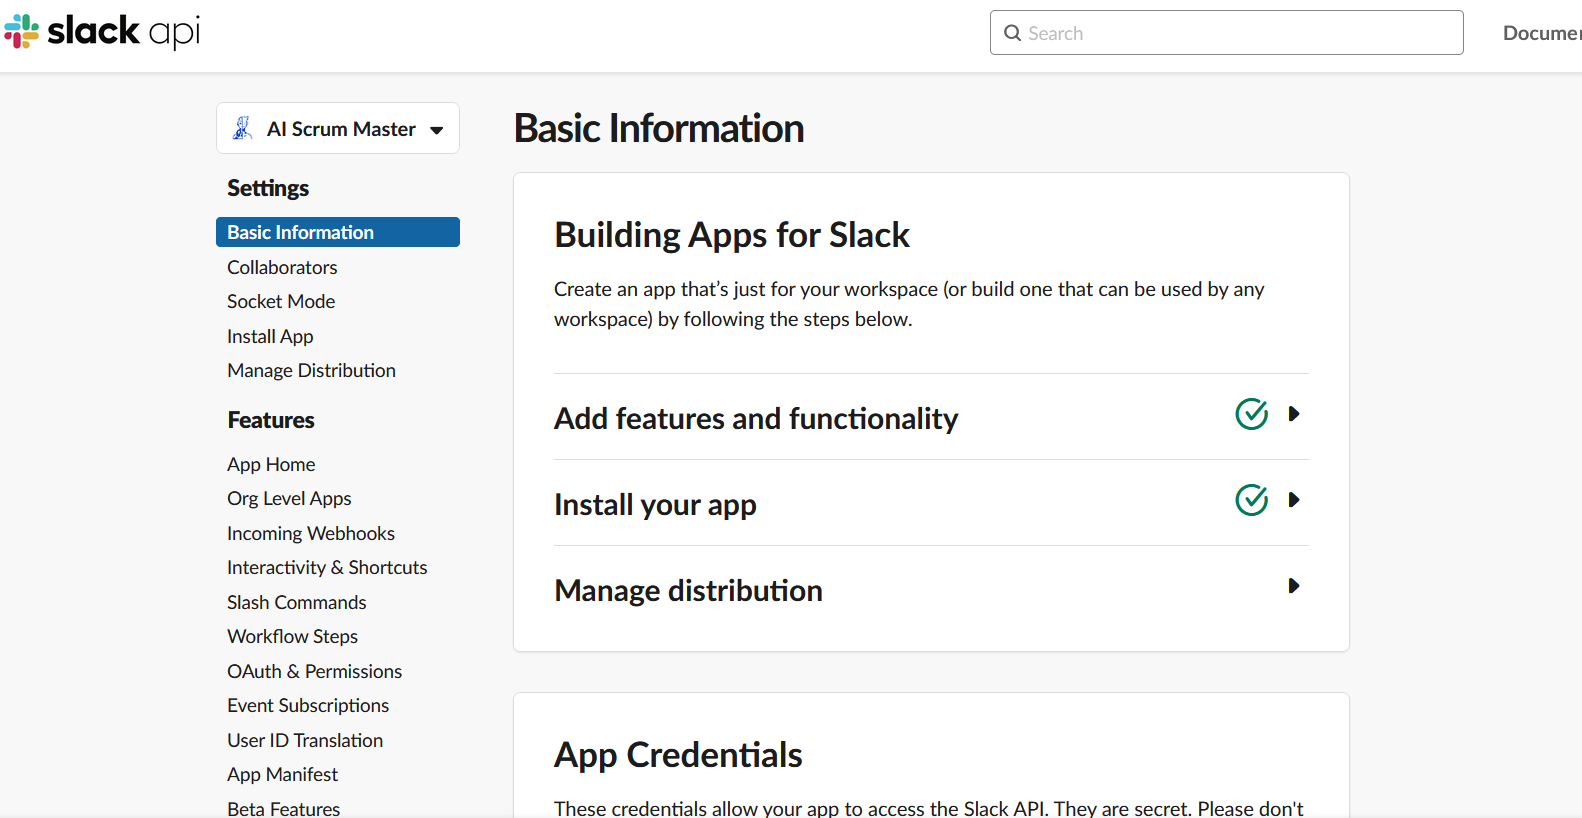 slack api
Search
AI Scrum Master
Settings
Basic Information
Collaborators
Socket Mode
Install App
Manage Distribution
Features
App Home
Org Level Apps
Incoming Webhooks
Interactivity & Shortcuts
Slash Commands
Workflow Steps
OAuth & Permissions
Event Subscriptions
User ID Translation
App Manifest
Beta Features
Basic Information
Building Apps for Slack
Create an app that’s just for your workspace (or build one that can be used by any
workspace) by following the steps below.
Add features and functionality
Install your app
Manage distribution
App Credentials
These credentials allow your app to access the Slack API. They are secret. Please don't